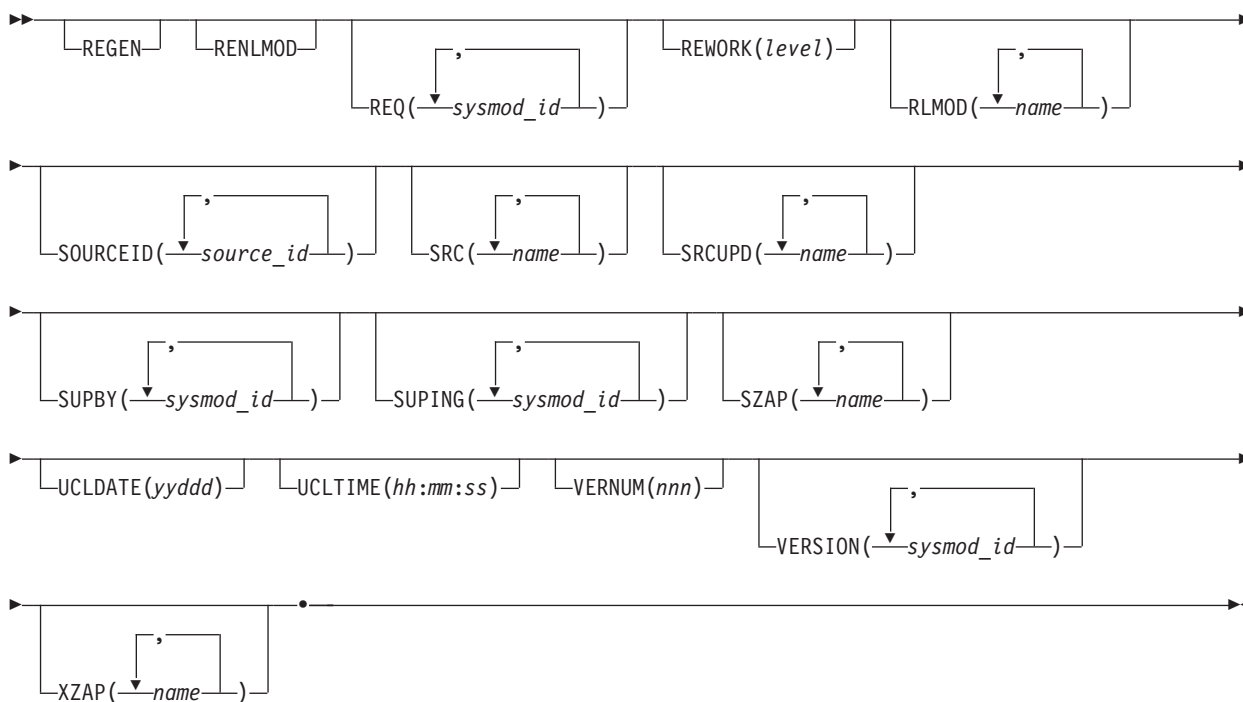 REGEN RENLMOD REQ( sysmod_id , ) REWORK(level) RLMOD( name , )
SOURCEID( source_id , ) SRC( name , ) SRCUPD( name , )
SUPBY( sysmod_id , ) SUPING( sysmod_id , ) SZAP( name , )
UCLDATE(yyddd) UCLTIME(hh:mm:ss) VERNUM(nnn) VERSION( sysmod_id , )
XZAP( name , ) •